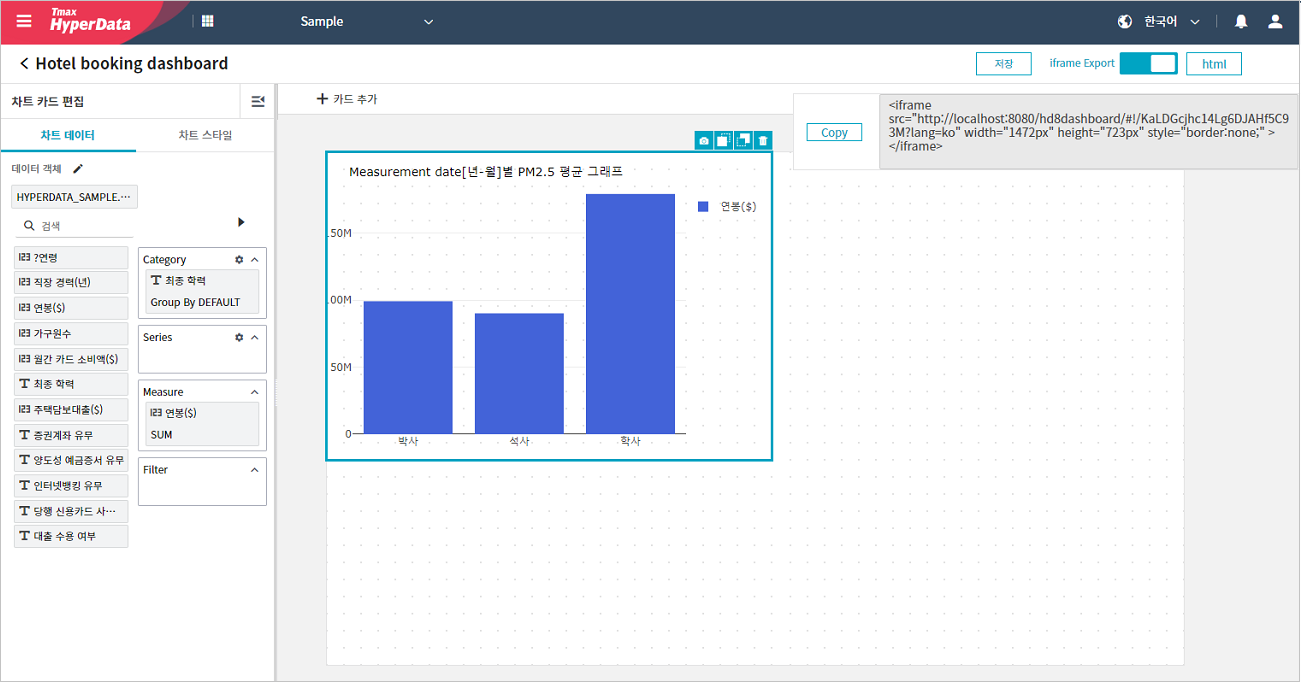 Tmax
HyperData
Sample
한국어
Hotel booking dashboard
저장
iframe Export
html
차트 카드 편집
카드 추가
차트 데이터
차트 스타일
Copy
<iframe
src="http://localhost:8080/hd8dashboard/#!/KaLDGcjhc14Lg6DJAHf5C9
3M?lang=ko" width="1472px" height="723px" style="border:none;" >
</iframe>
데이터 객체
HYPERDATA_SAMPLE.···
검색
123 ?연령
123 직장 경력(년)
123 연봉($)
123 가구원수
123 월간 카드 소비액($)
T 최종 학력
123 주택담보대출($)
T 증권계좌 유무
T 양도성 예금증서 유무
T 인터넷뱅킹 유무
T 당행 신용카드 사···
T 대출 수용 여부
Category
T 최종 학력
Group By DEFAULT
Series
Measure
123 연봉($)
SUM
Filter
Measurement date[년-월]별 PM2.5 평균 그래프
연봉($)
50M
00M
50M
0
박사
석사
학사